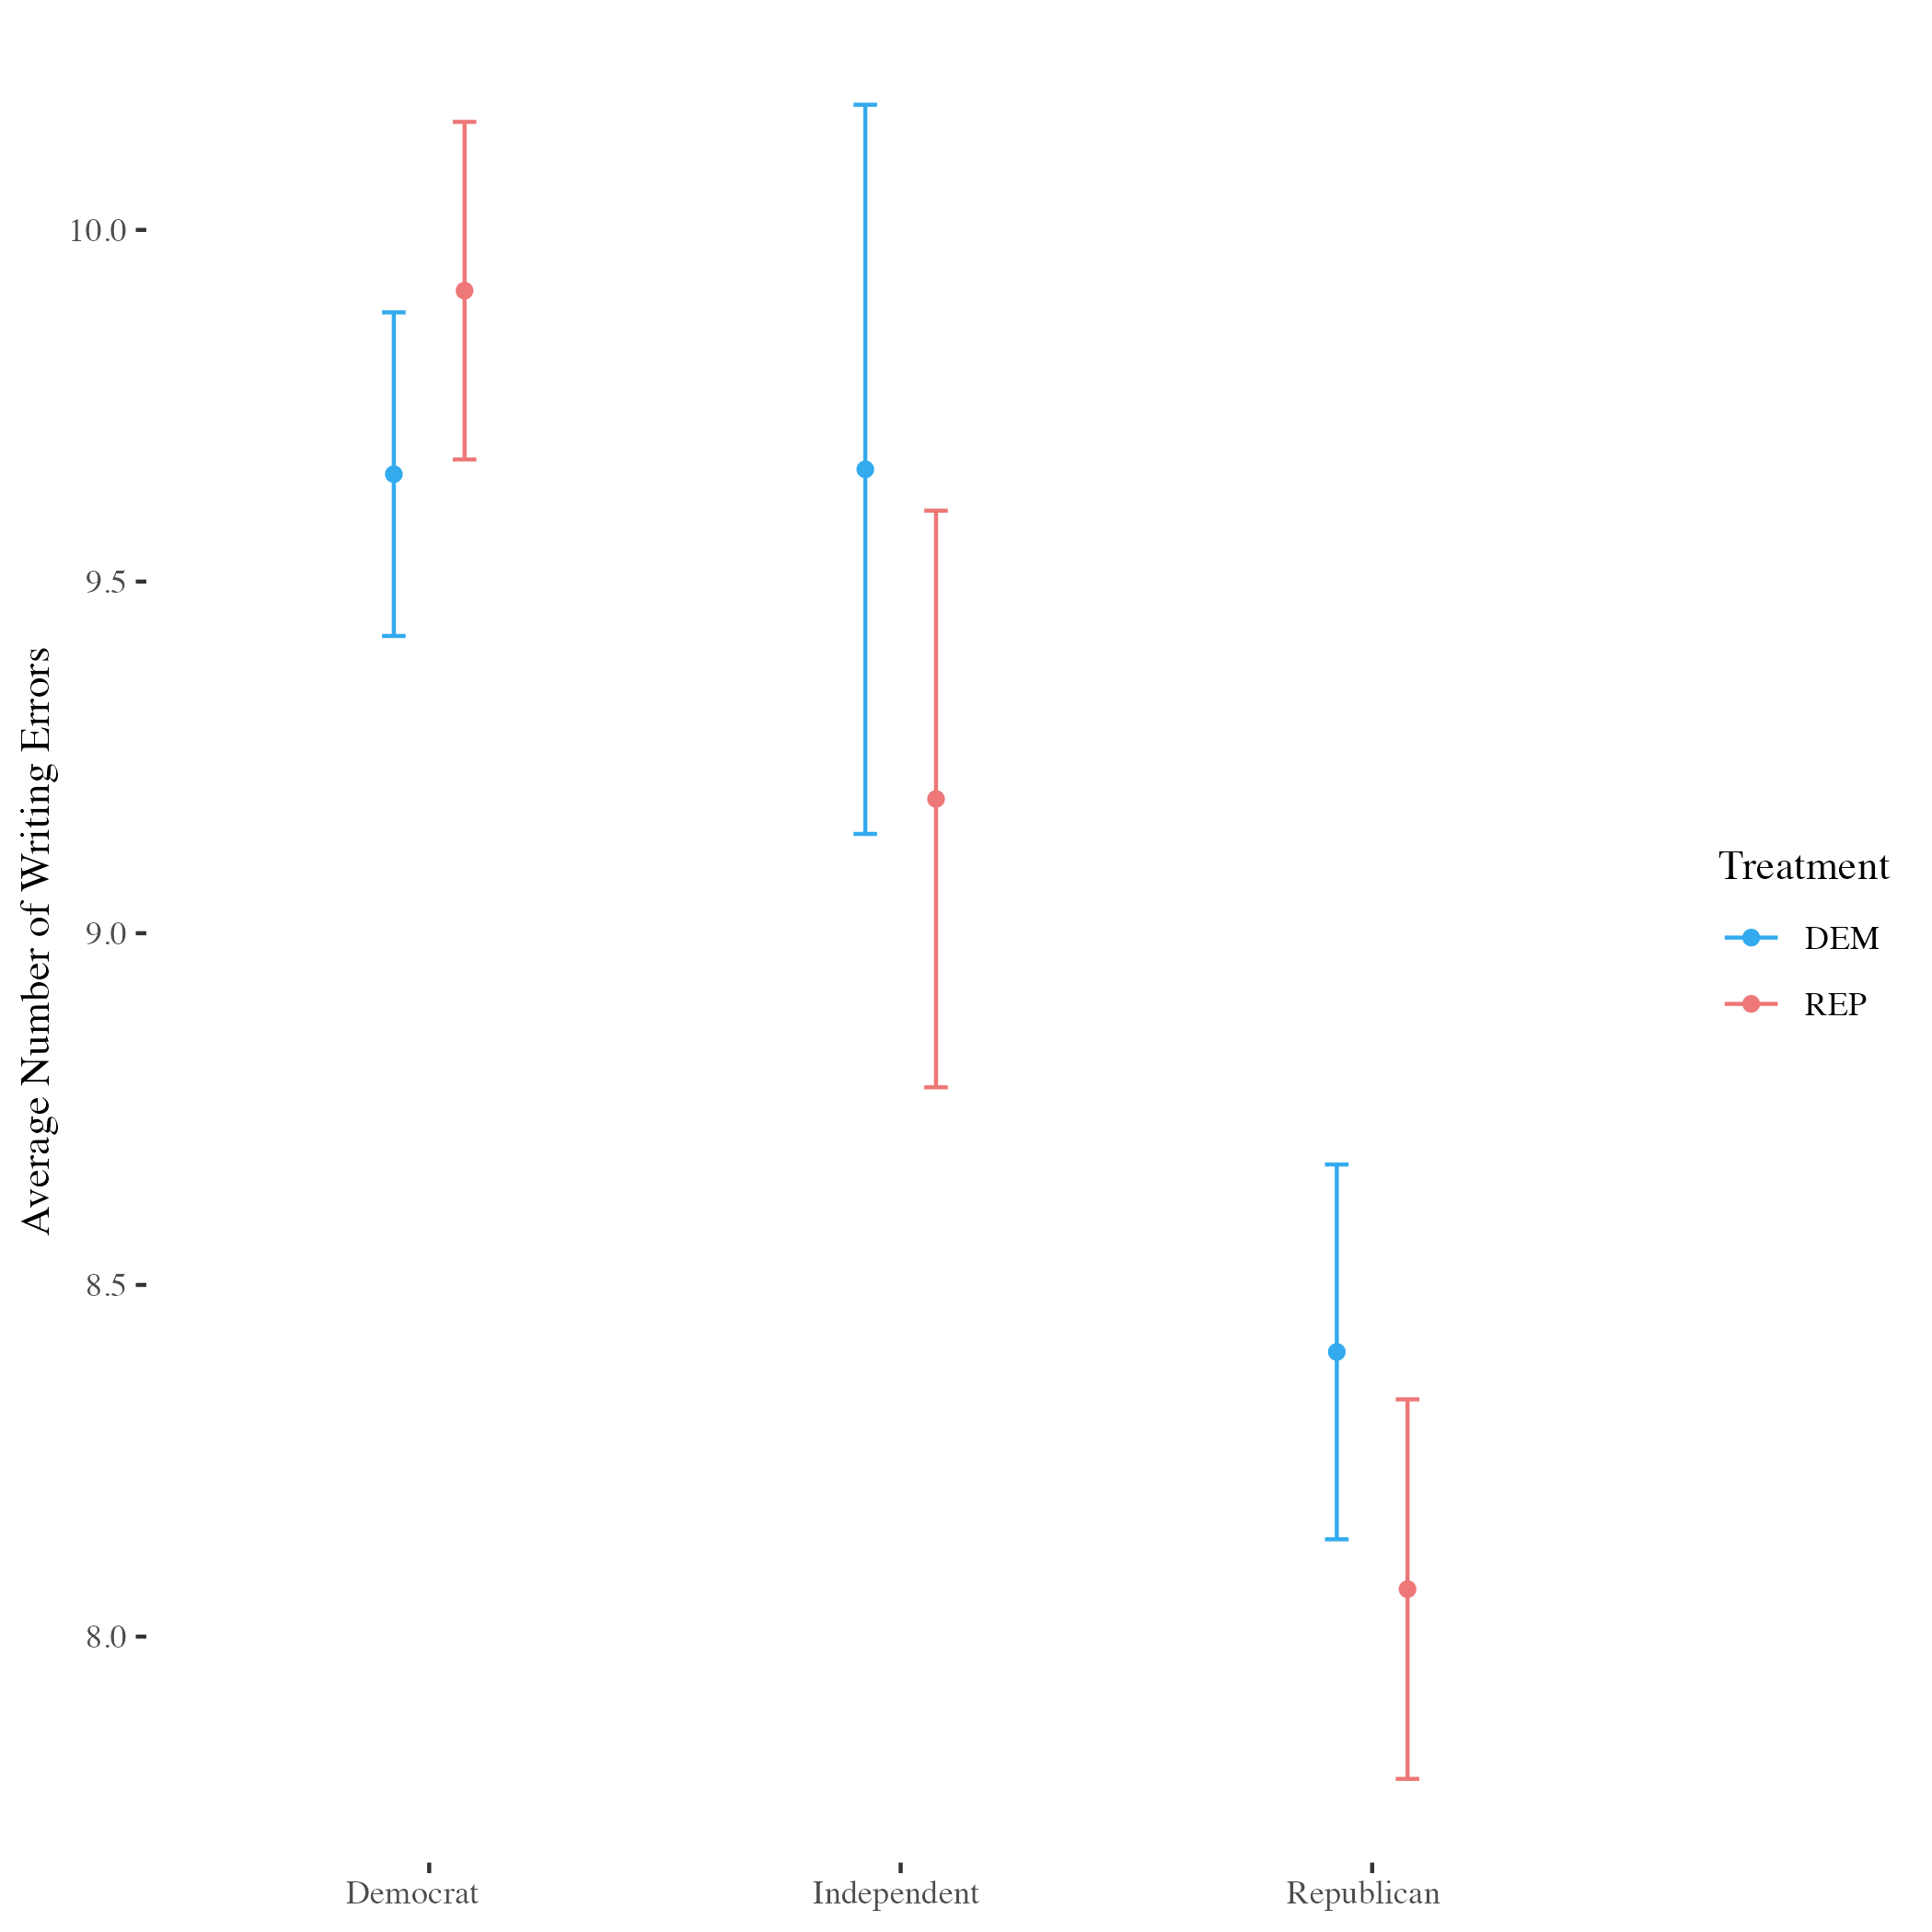 Average Number of Writing Errors
10.0
9.5
9.0
8.5
8.0
Democrat
Independent
Republican
Treatment
DEM
REP